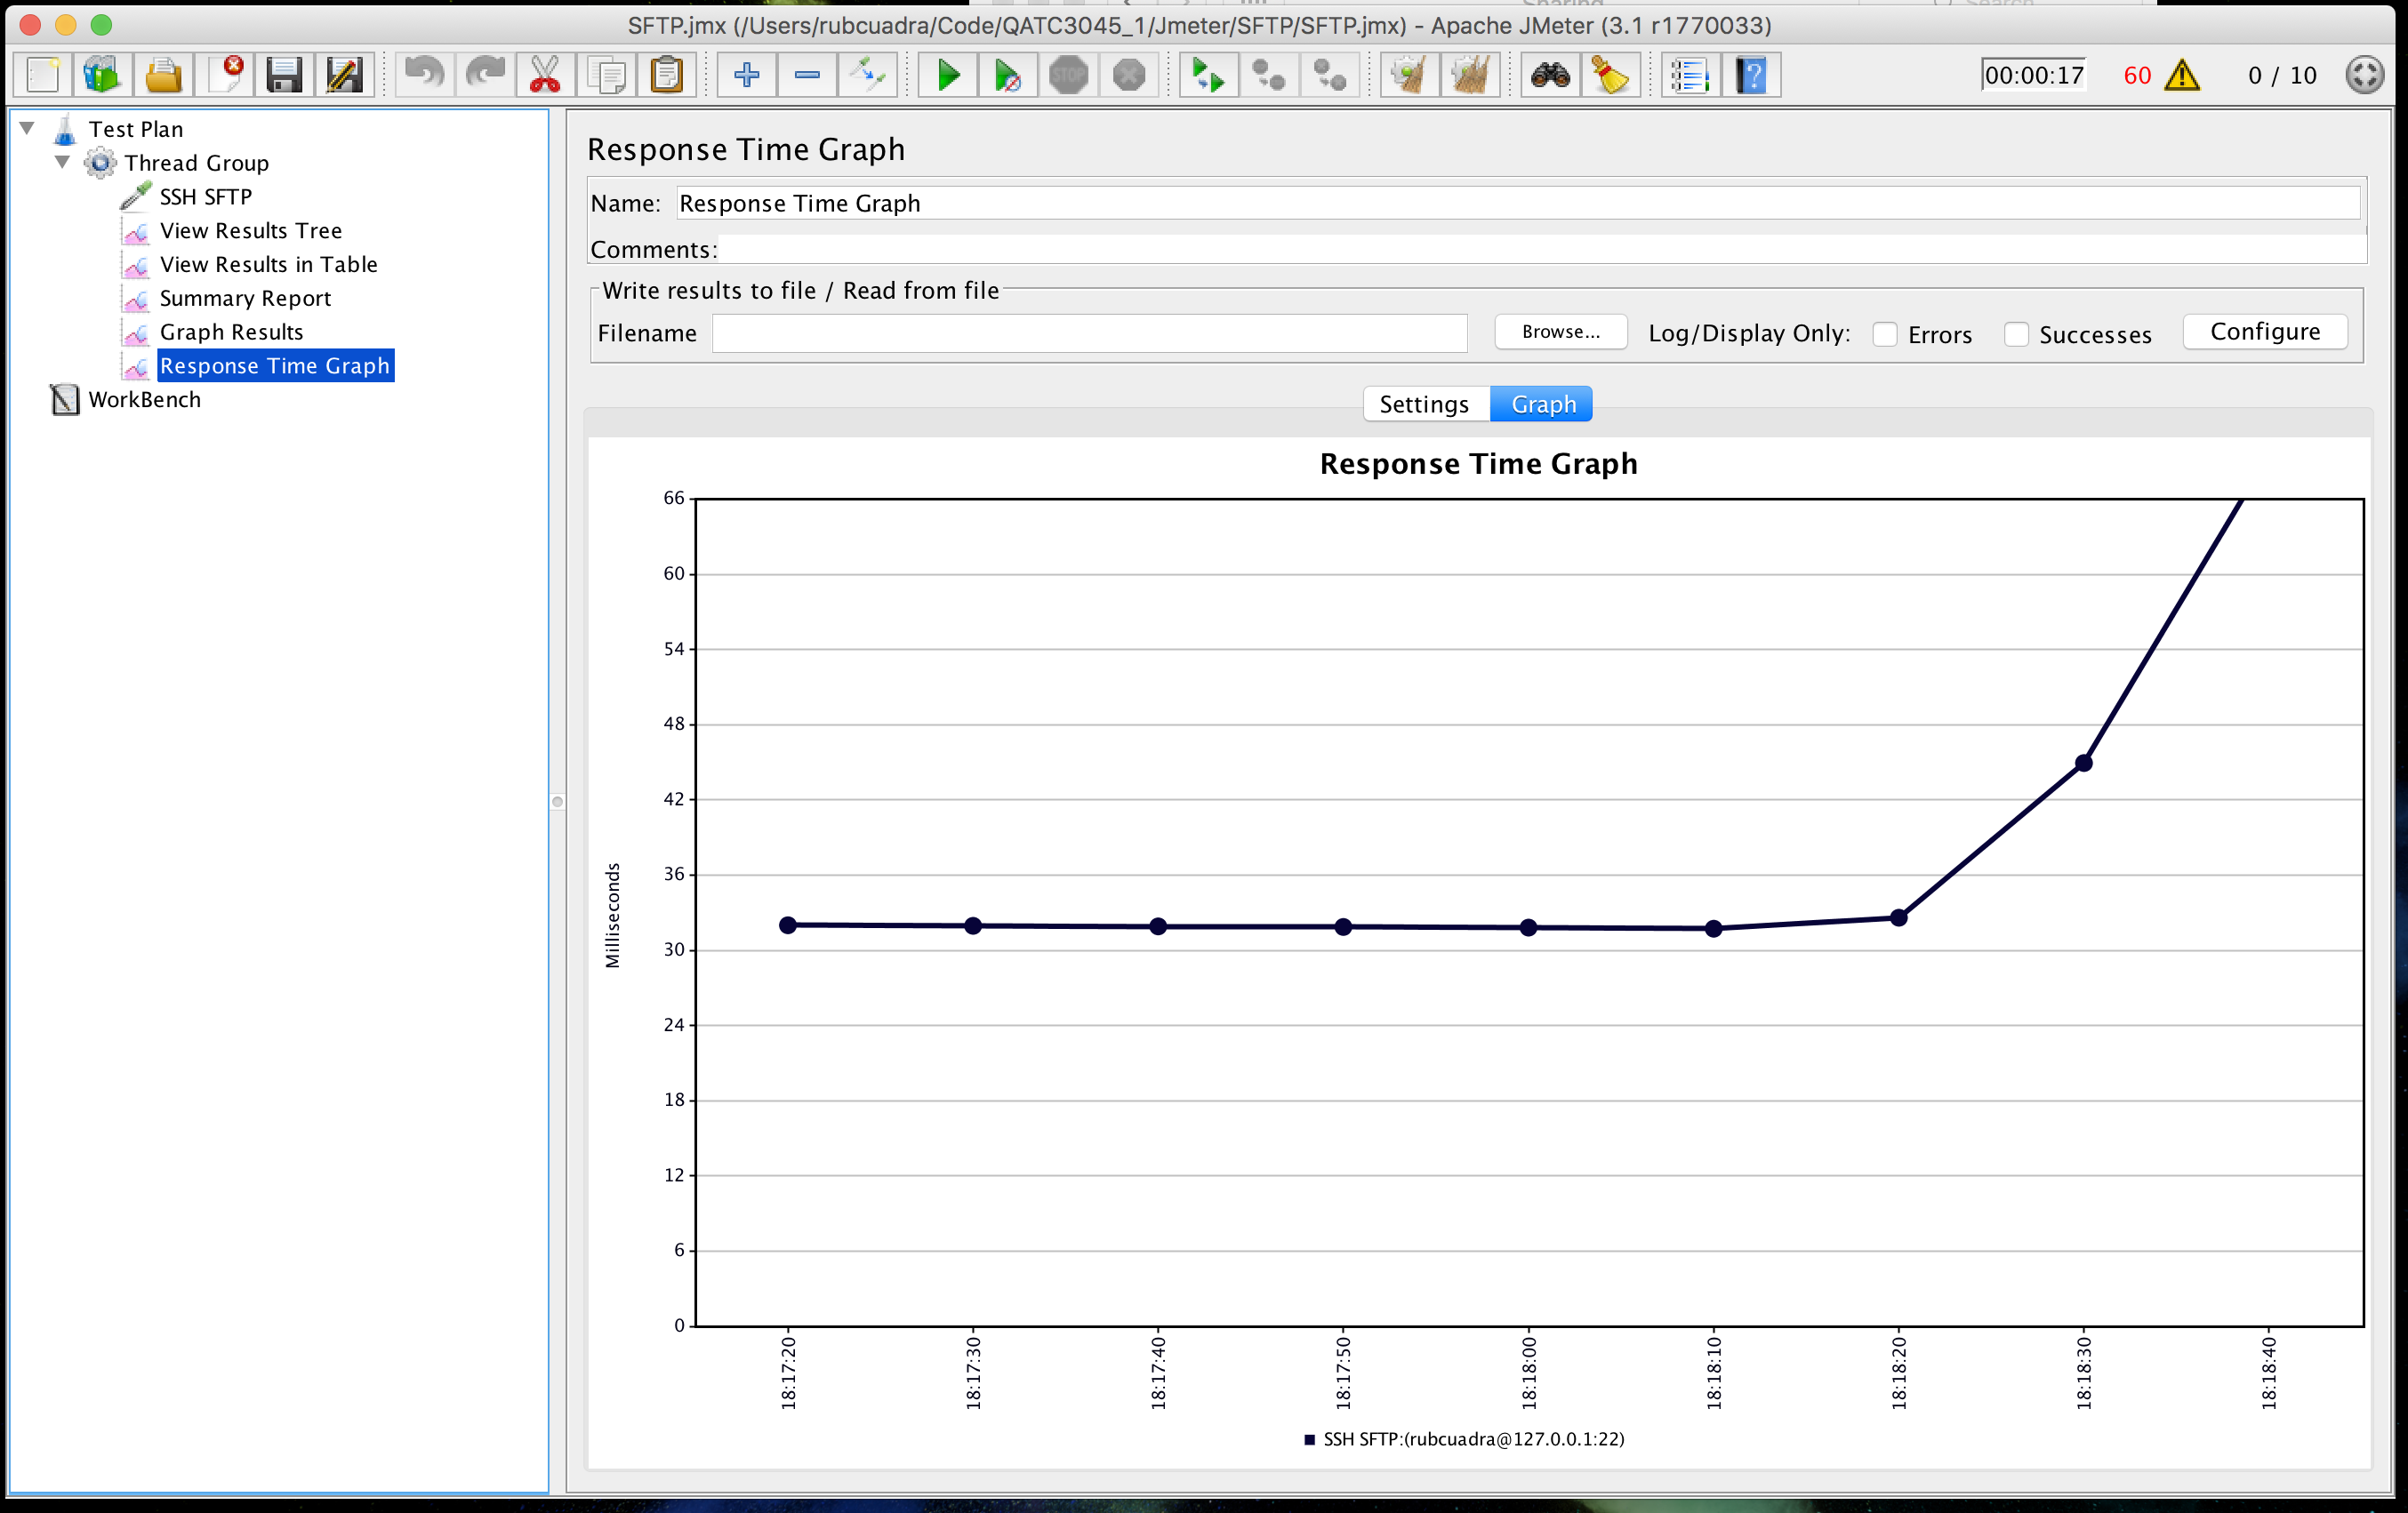 Sharing
Search
SFTP.jmx (/Users/rubcuadra/Code/QATC3045_1/Jmeter/SFTP/SFTP.jmx) - Apache JMeter (3.1 r1770033)
STOP
?
00:00:17
60
0 / 10
Test Plan
Thread Group
SSH SFTP
View Results Tree
View Results in Table
Summary Report
Graph Results
Response Time Graph
WorkBench
Response Time Graph
Name: Response Time Graph
Comments:
Write results to file / Read from file
Filename
Browse...
Log/Display Only:
Errors
Successes
Configure
Settings
Graph
Response Time Graph
66
60
54
48
42
36
30
24
18
12
6
0
Milliseconds
18:17:20
18:17:30
18:17:40
18:17:50
18:18:00
18:18:10
18:18:20
18:18:30
18:18:40
SSH SFTP:(rubcuadra@127.0.0.1:22)